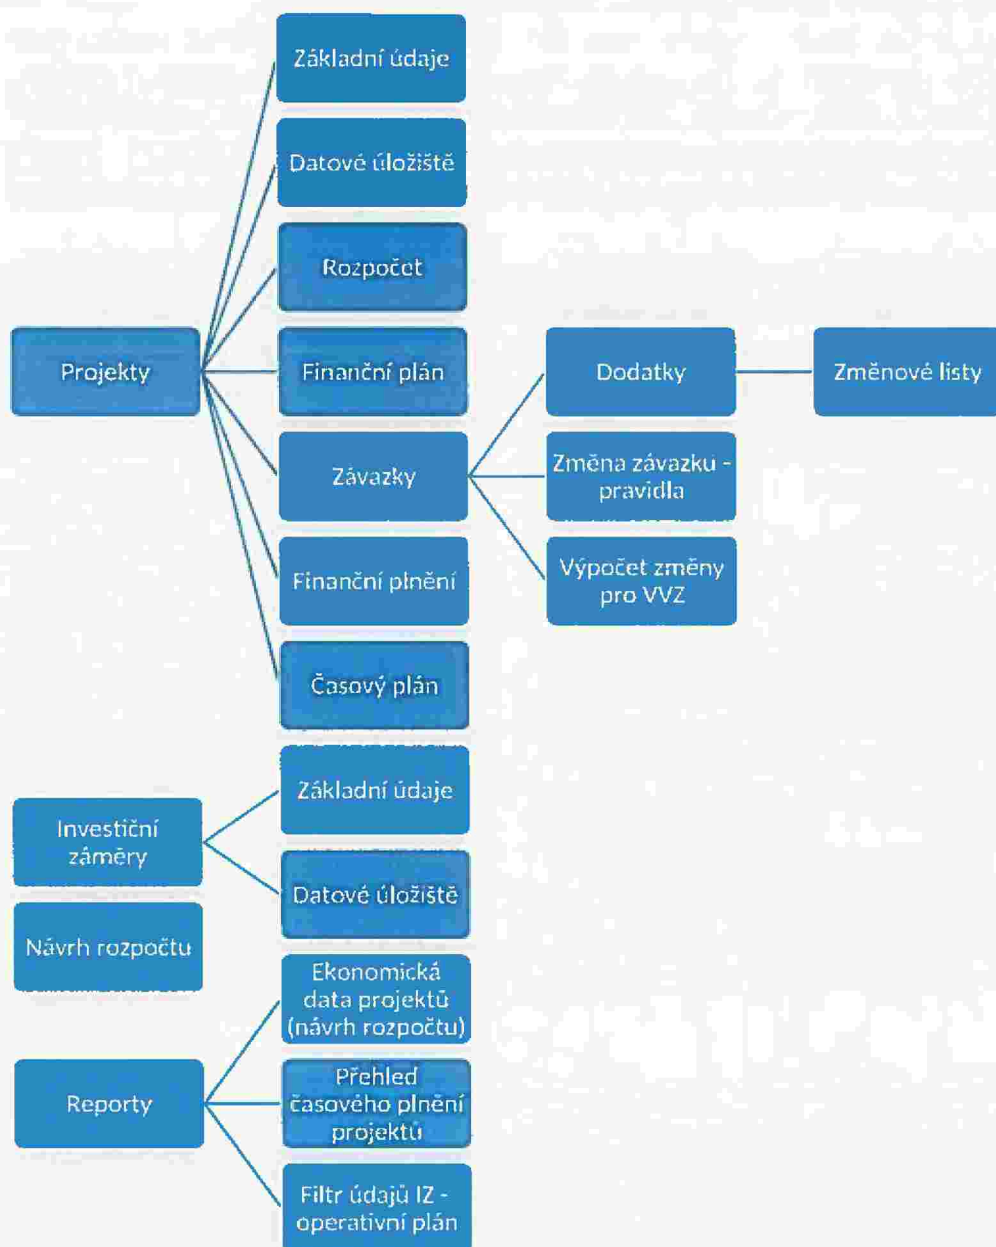 Základní údaje
Datové úložiště
Rozpočet
Projekty
Finanční plán
Dodatky
Změnové listy
Závazky
Změna závazku -
pravidla
Finanční plnění
Výpočet změny
pro VVZ
Časový plán
Investiční
záměry
Základní údaje
Datové úložiště
Návrh rozpočtu
Reporty
Ekonomická
data projektů
(návrh rozpočtu)
Přehled
časového plnění
projektů
Filtr údajů IZ -
operativní plán